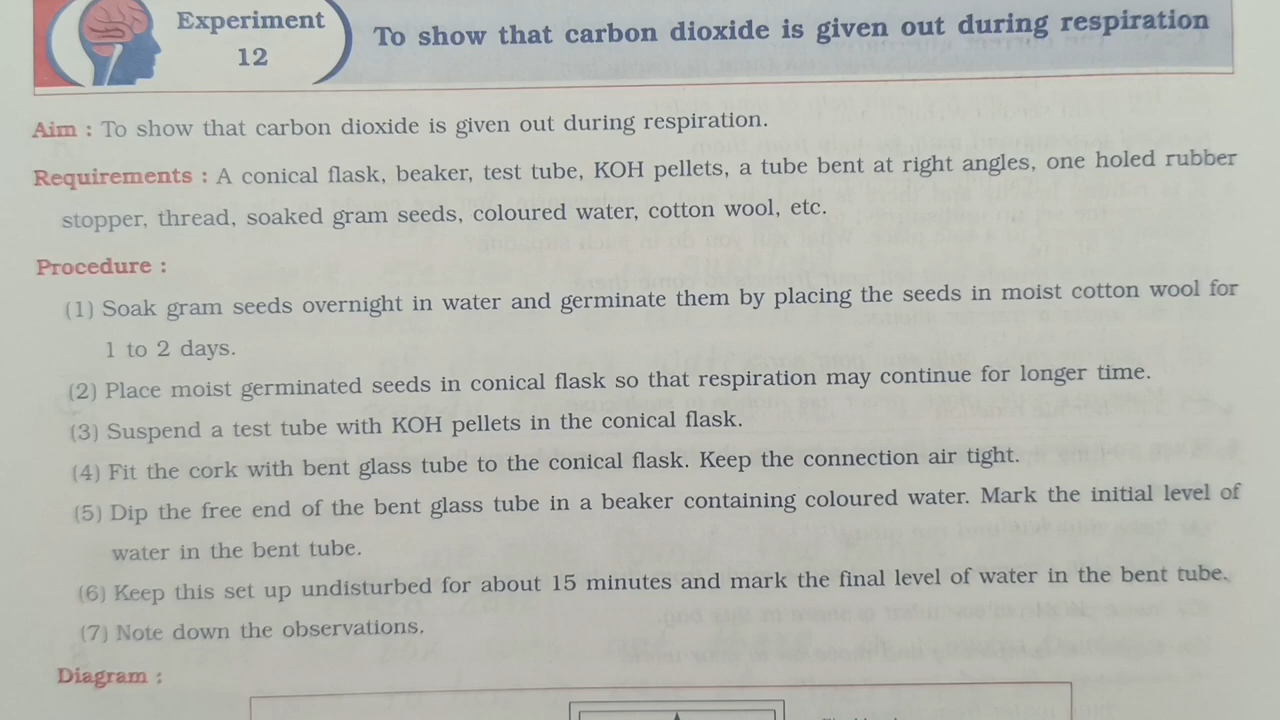 Experiment
12
To show that carbon dioxide is given out during respiration
Aim : To show that carbon dioxide is given out during respiration.
Requirements : A conical flask, beaker, test tube, KOH pellets, a tube bent at right angles, one holed rubber
stopper, thread, soaked gram seeds, coloured water, cotton wool, etc.
Procedure :
(1) Soak gram seeds overnight in water and germinate them by placing the seeds in moist cotton wool for
1 to 2 days.
(2) Place moist germinated seeds in conical flask so that respiration may continue for longer time.
(3) Suspend a test tube with KOH pellets in the conical flask.
(4) Fit the cork with bent glass tube to the conical flask. Keep the connection air tight.
(5) Dip the free end of the bent glass tube in a beaker containing coloured water. Mark the initial level of
water in the bent tube.
(6) Keep this set up undisturbed for about 15 minutes and mark the final level of water in the bent tube.
(7) Note down the observations.
Diagram :